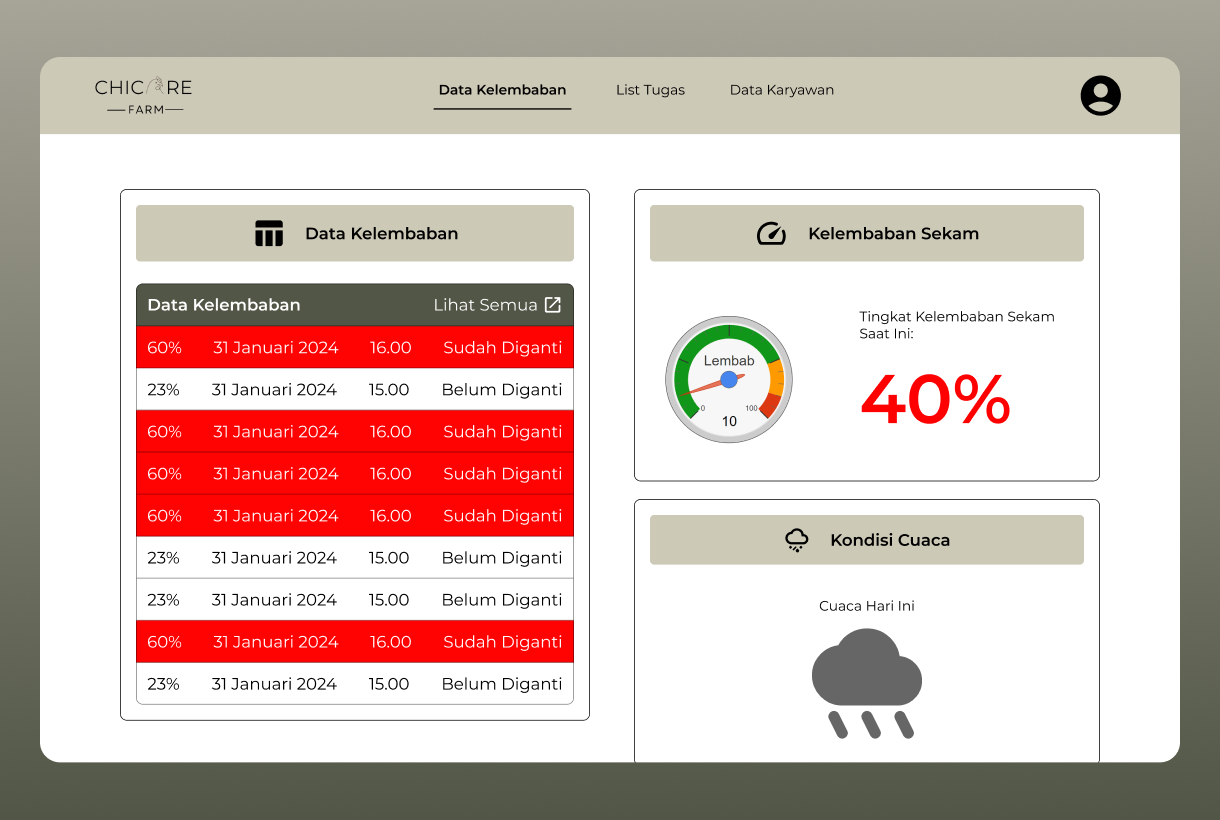 CHICARE
FARM
Data Kelembaban
List Tugas
Data Karyawan
Data Kelembaban
Data Kelembaban
Lihat Semua
60% 31 Januari 2024 16.00 Sudah Diganti
23% 31 Januari 2024 15.00 Belum Diganti
60% 31 Januari 2024 16.00 Sudah Diganti
60% 31 Januari 2024 16.00 Sudah Diganti
60% 31 Januari 2024 16.00 Sudah Diganti
23% 31 Januari 2024 15.00 Belum Diganti
23% 31 Januari 2024 15.00 Belum Diganti
60% 31 Januari 2024 16.00 Sudah Diganti
23% 31 Januari 2024 15.00 Belum Diganti
Kelembaban Sekam
Lembab
0 100
10
Tingkat Kelembaban Sekam
Saat Ini:
40%
Kondisi Cuaca
Cuaca Hari Ini